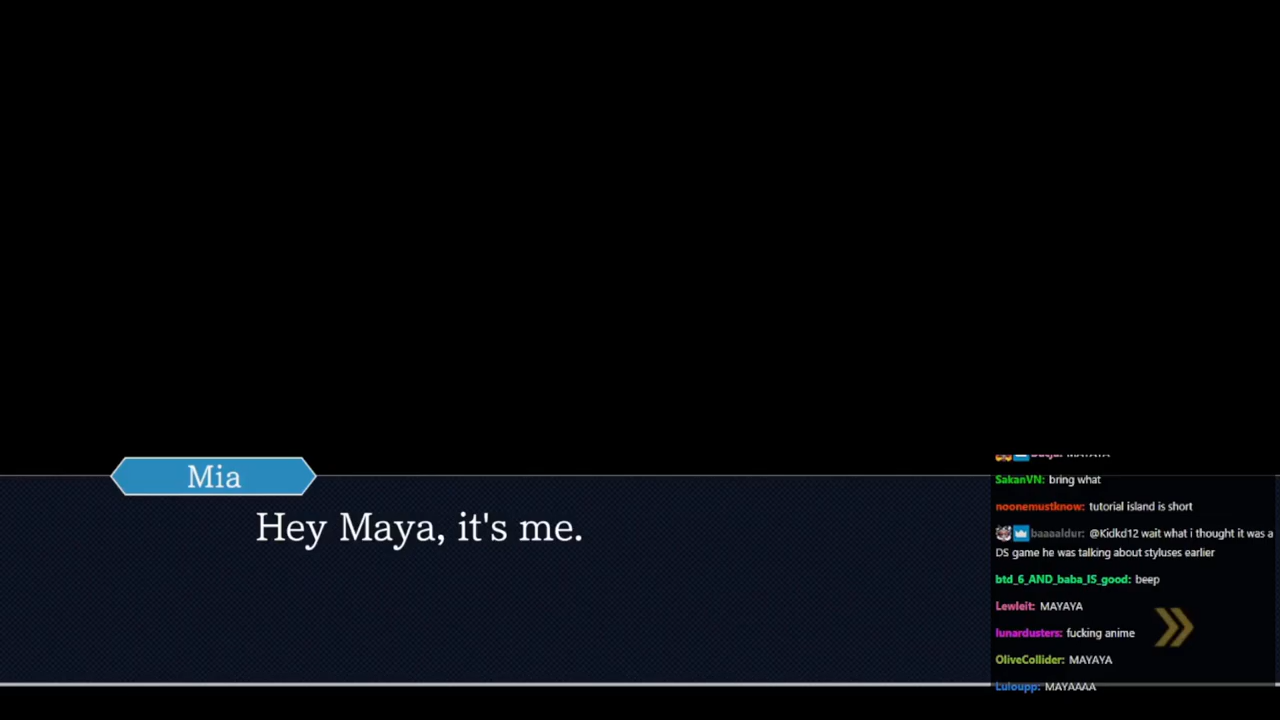 Mia
Hey Maya, it's me.
SakanVN: bring what
noonemustknow: tutorial island is short
baaaaldur: @Kidkd12 wait what i thought it was a
DS game he was talking about styluses earlier
btd_6_AND_baba_IS_good: beep
Lewleit: MAYAYA
lunardusters: fucking anime
OliveCollider: MAYAYA
Luloupp: MAYAAAA